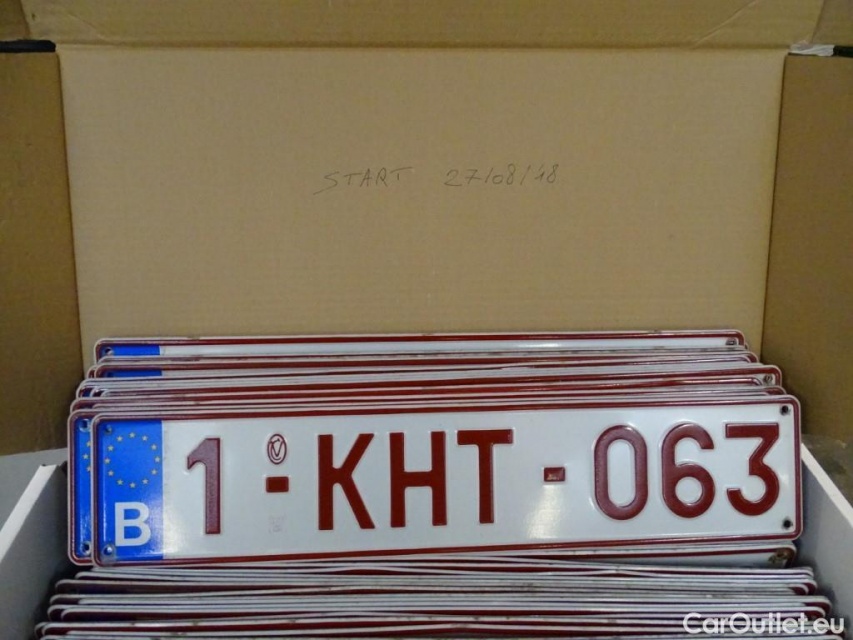 START 27/08/18
B 1-KHT-063
CarOutlet.eu